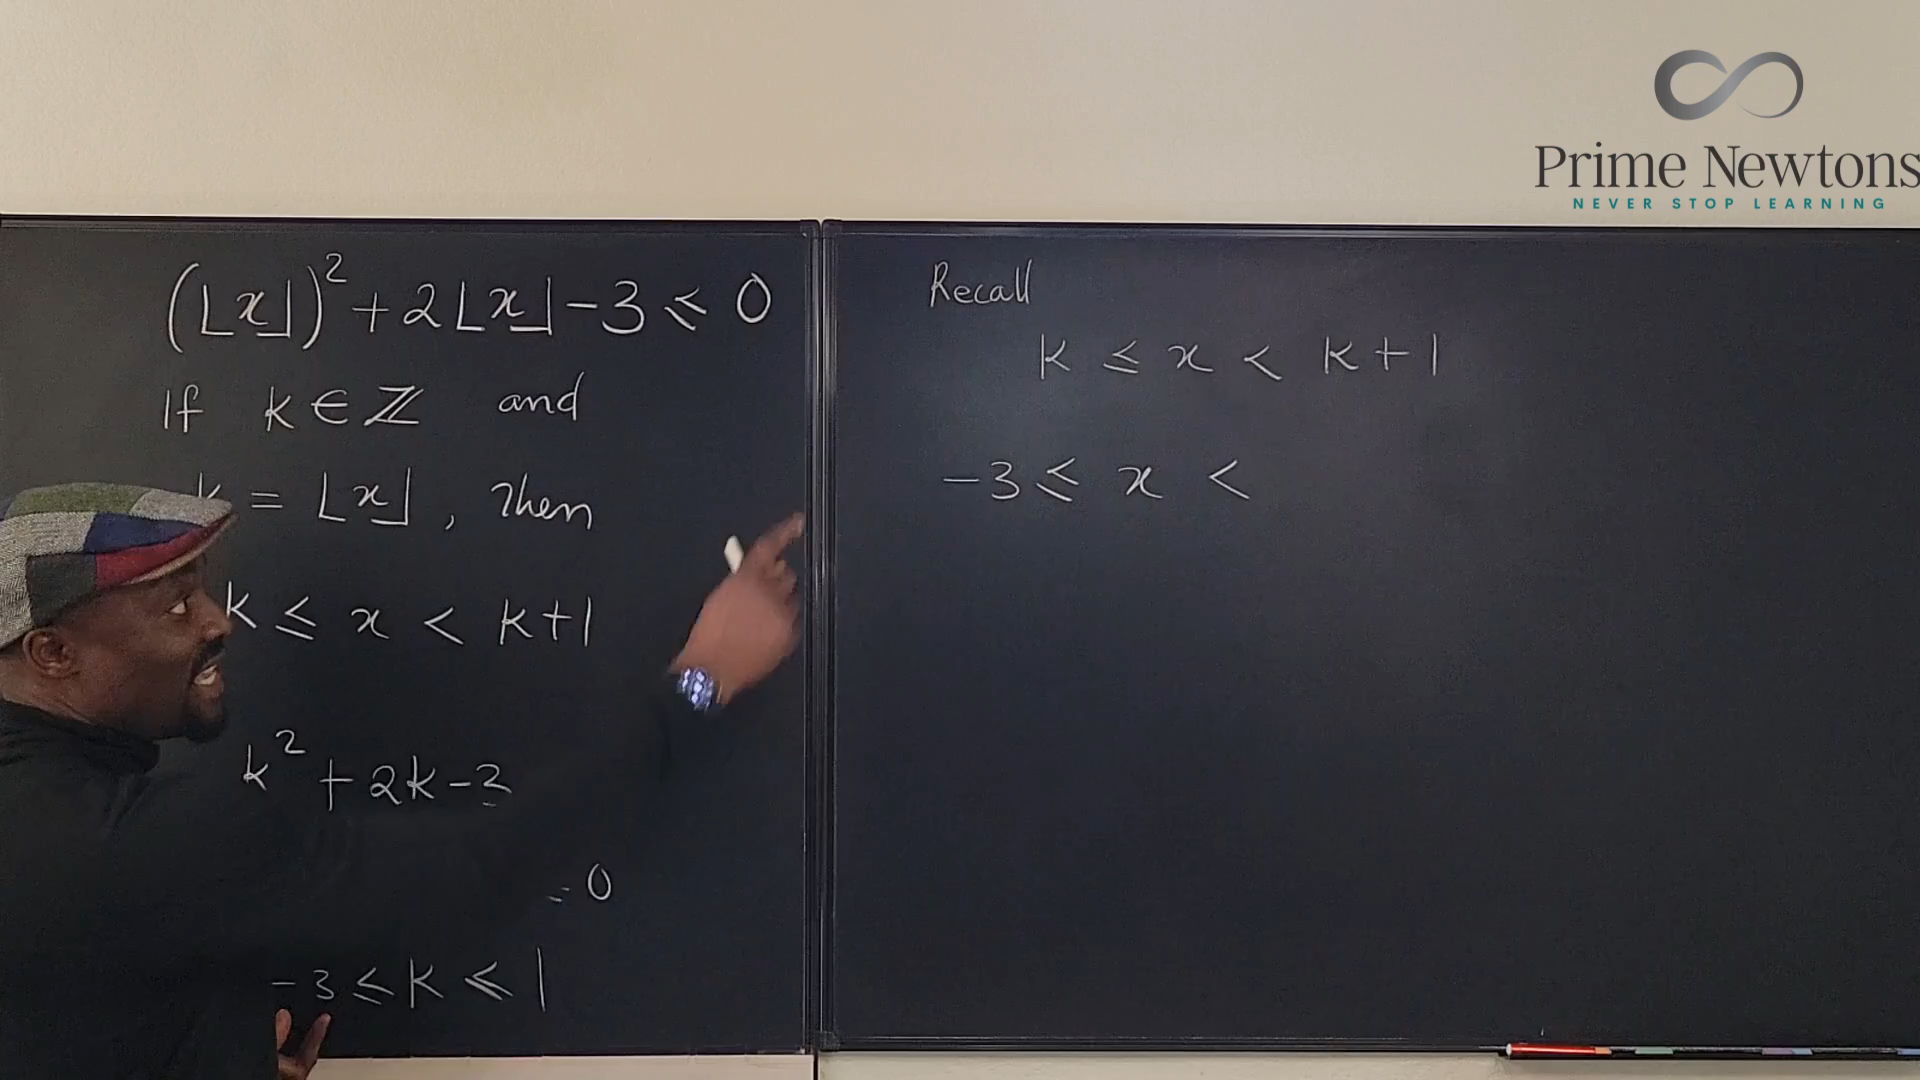 Prime Newtons
NEVER STOP LEARNING
(⌊x⌋)² + 2⌊x⌋ - 3 ≤ 0
If k ∈ ℤ and
k = ⌊x⌋, then
k ≤ x < k+1
k² + 2k - 3
= 0
-3 ≤ k ≤ 1
Recall
k ≤ x < k+1
-3 ≤ x <